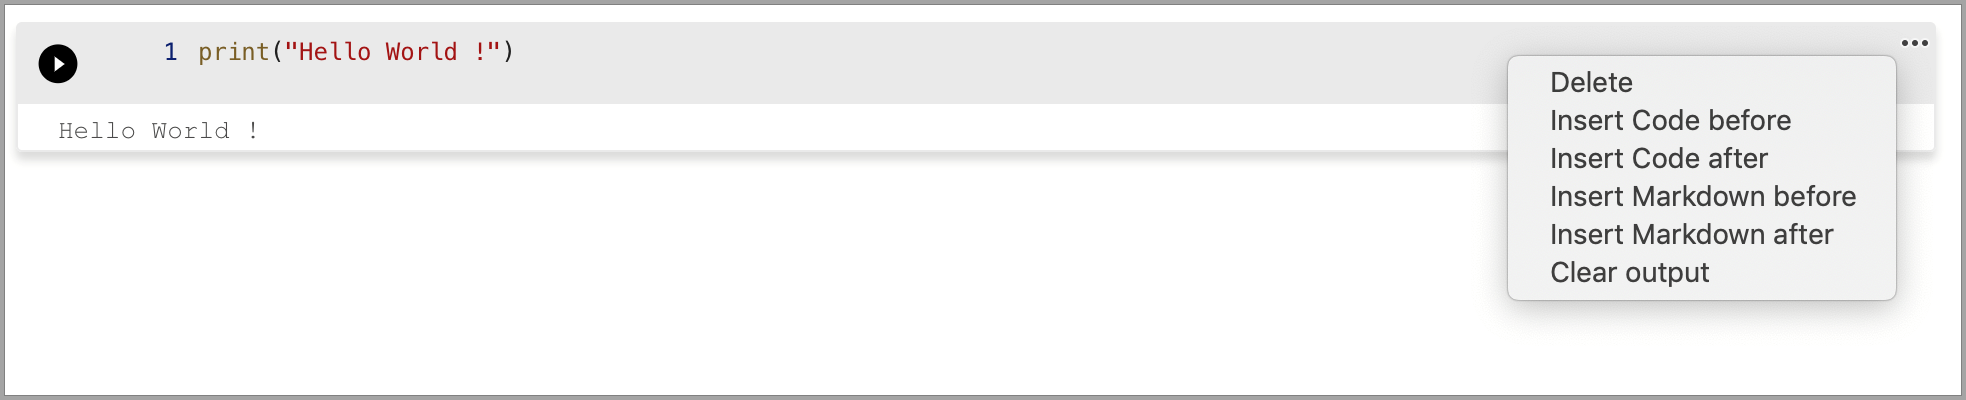 1 print("Hello World !")
Hello World !
Delete
Insert Code before
Insert Code after
Insert Markdown before
Insert Markdown after
Clear output